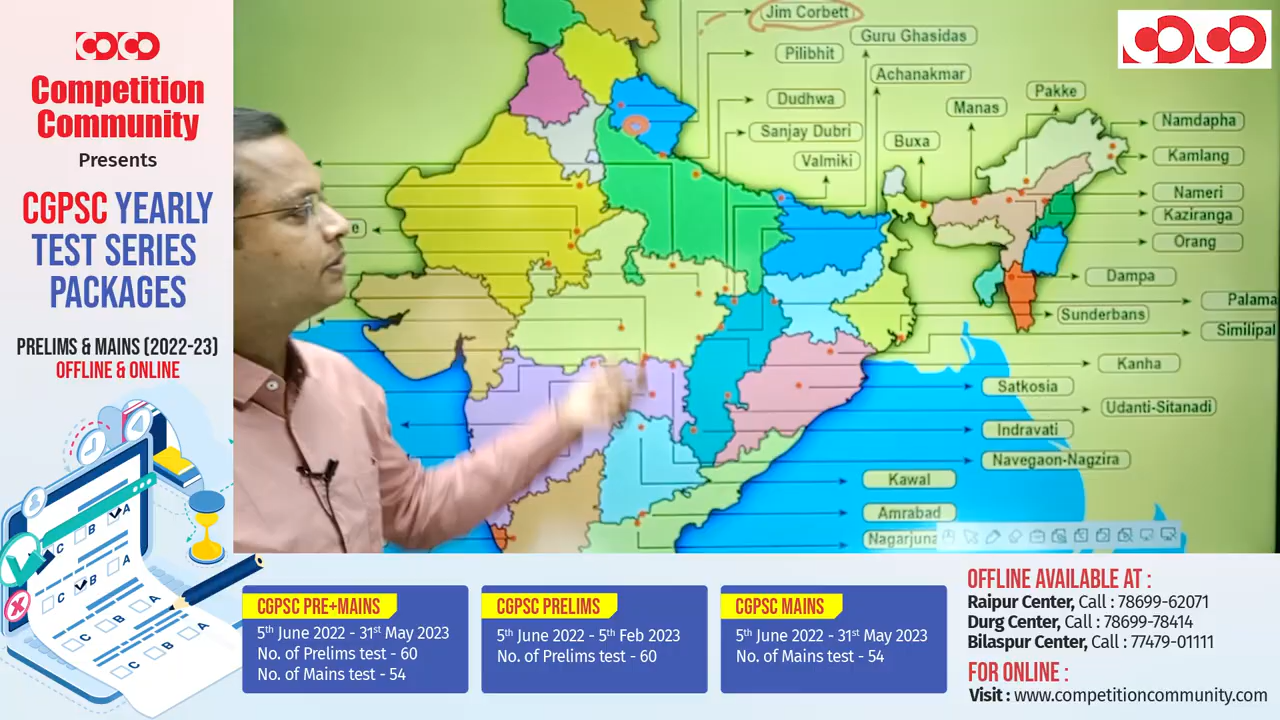 COCO
Competition
Community
Presents
CGPSC YEARLY
TEST SERIES
PACKAGES
PRELIMS & MAINS (2022-23)
OFFLINE & ONLINE
C
B
A
C
B
A
C
B
A
Jim Corbett
Guru Ghasidas
Pilibhit
Achanakmar
Dudhwa
Manas
Pakke
Sanjay Dubri
Buxa
Namdapha
Valmiki
Kamlang
Nameri
Kaziranga
Orang
Dampa
Palama
Sunderbans
Similipal
Kanha
Satkosia
Udanti-Sitanadi
Indravati
Navegaon-Nagzira
Kawal
Amrabad
Nagarjuna
COCO
CGPSC PRE+MAINS
5th June 2022 - 31st May 2023
No. of Prelims test - 60
No. of Mains test - 54
CGPSC PRELIMS
5th June 2022 - 5th Feb 2023
No. of Prelims test - 60
CGPSC MAINS
5th June 2022 - 31st May 2023
No. of Mains test - 54
OFFLINE AVAILABLE AT :
Raipur Center, Call : 78699-62071
Durg Center, Call : 78699-78414
Bilaspur Center, Call : 77479-01111
FOR ONLINE :
Visit : www.competitioncommunity.com